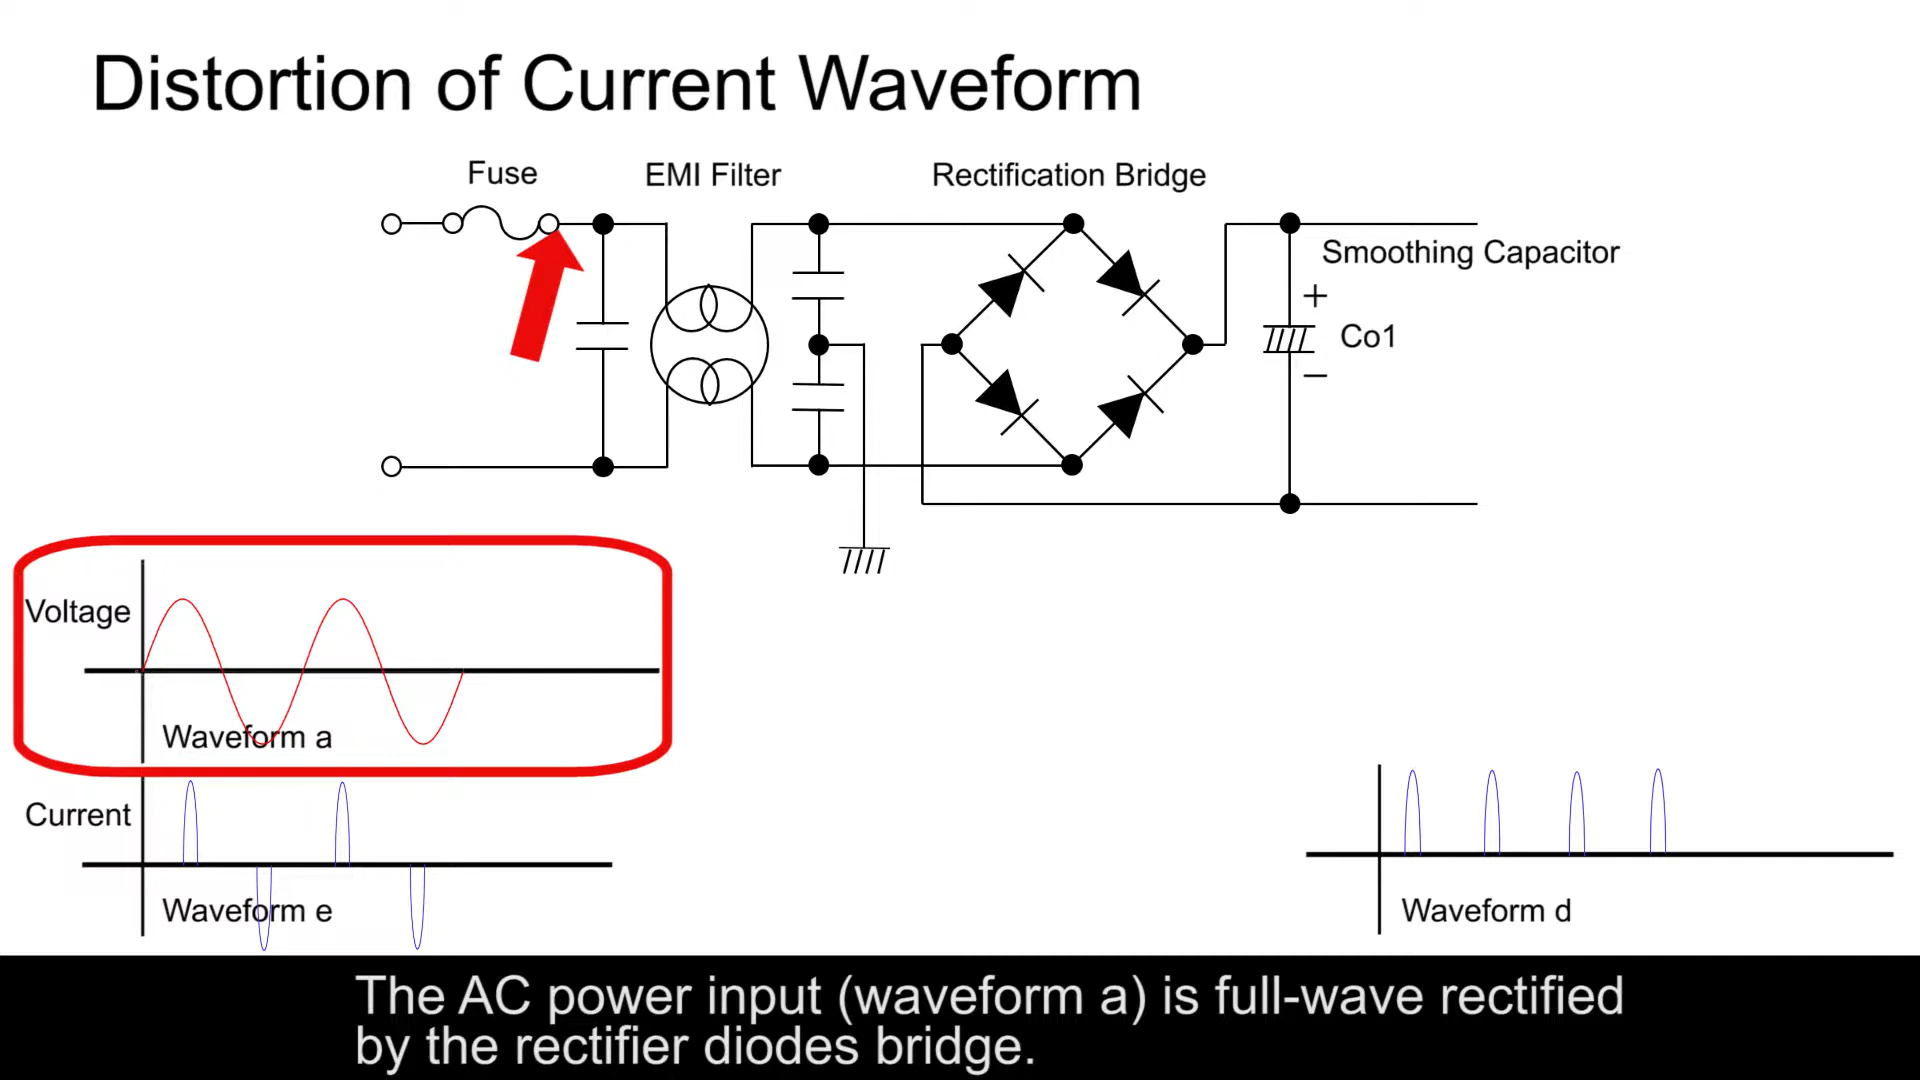 Distortion of Current Waveform
Fuse
EMI Filter
Rectification Bridge
Smoothing Capacitor
+
Co1
−
Voltage
Waveform a
Current
Waveform e
Waveform d
The AC power input (waveform a) is full-wave rectified
by the rectifier diodes bridge.